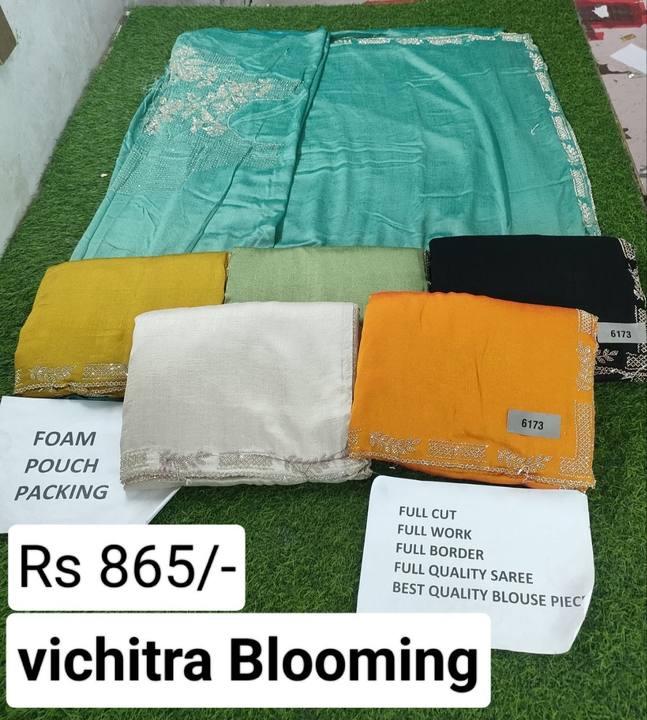 6173
6173
FOAM
POUCH
PACKING
FULL CUT
FULL WORK
FULL BORDER
FULL QUALITY SAREE
BEST QUALITY BLOUSE PIEC
Rs 865/-
vichitra Blooming